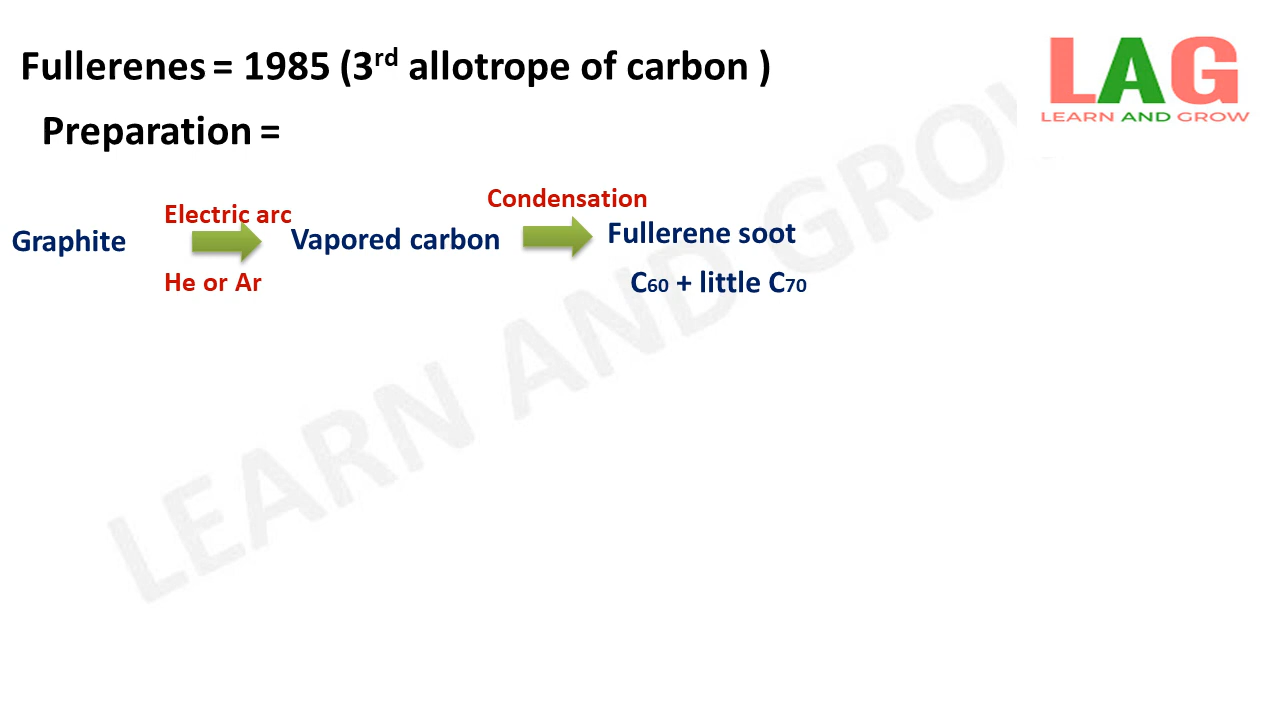 Fullerenes = 1985 (3rd allotrope of carbon )
LAG
LEARN AND GROW
Preparation =
Graphite
Electric arc
He or Ar
Vapored carbon
Condensation
Fullerene soot
C60 + little C70
LEARN AND GROW